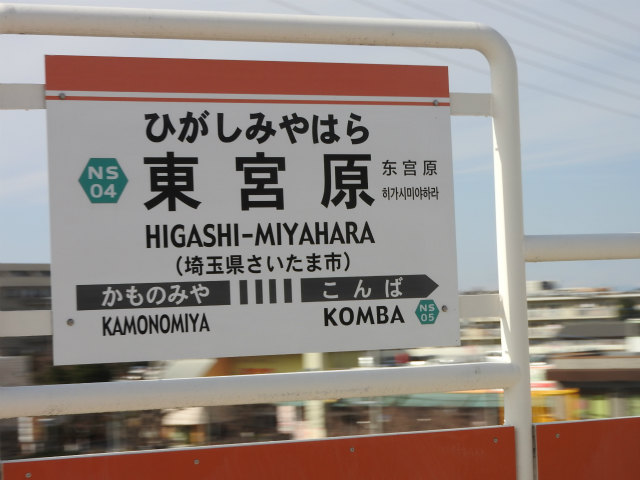 ひがしみやはら
NS
04
東宮原
东宫原
히가시미야하라
HIGASHI-MIYAHARA
(埼玉県さいたま市)
かものみや
こんば
KAMONOMIYA
KOMBA
NS
05